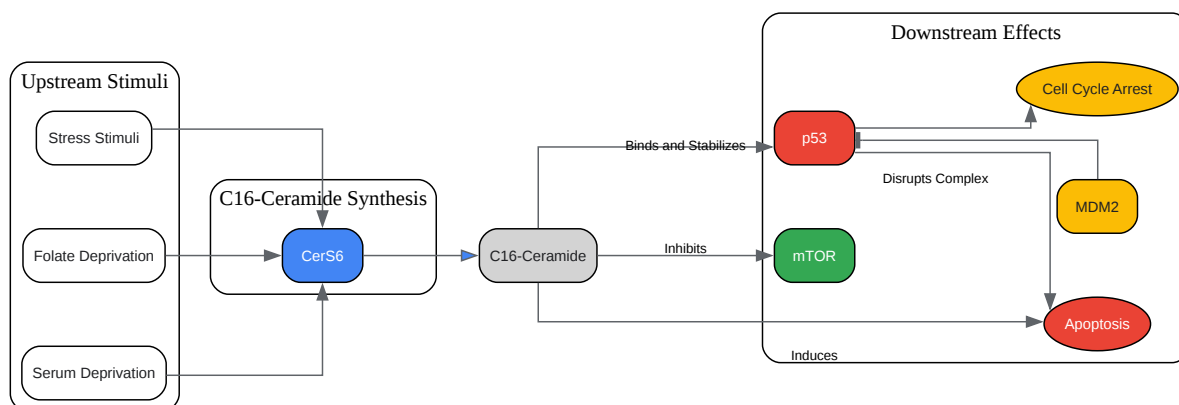 Downstream Effects
Upstream Stimuli
Cell Cycle Arrest
Stress Stimuli
p53
Binds and Stabilizes
Disrupts Complex
C16-Ceramide Synthesis
MDM2
Folate Deprivation
CerS6
C16-Ceramide
Inhibits
mTOR
Apoptosis
Induces
Serum Deprivation